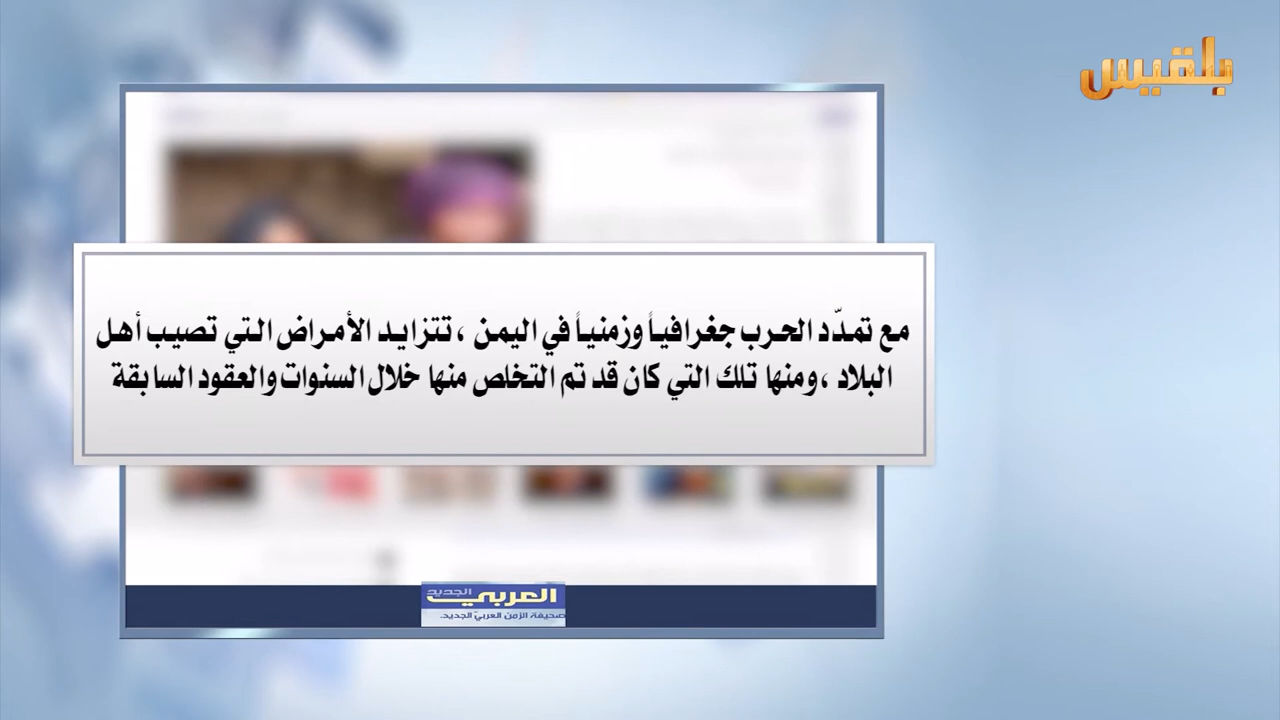 بلقيس
مع تمدّد الحرب جغرافياً وزمنياً في اليمن ، تتزايد الأمراض التي تصيب أهل
البلاد ، ومنها تلك التي كان قد تم التخلص منها خلال السنوات والعقود السابقة
العربي الجديد
صحيفة الزمن العربيّ الجديد.